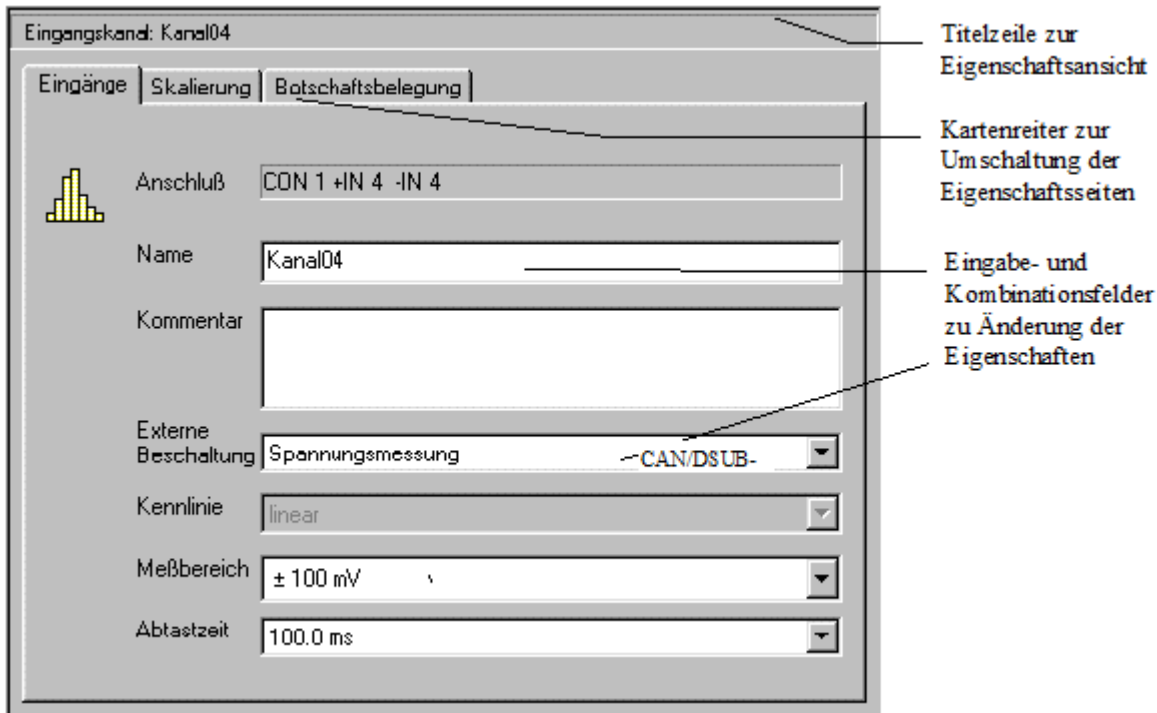 Eingangskanal: Kanal04
Titelzeile zur
Eigenschaftsansicht
Eingänge
Skalierung
Botschaftsbelegung
Kartenreiter zur
Umschaltung der
Eigenschaftsseiten
Anschluß
CON 1 +IN 4 -IN 4
Name
Kanal04
Eingabe- und
Kombinationsfelder
zu Änderung der
Eigenschaften
Kommentar
Externe
Beschaltung
Spannungsmessung
CAN/DSUB-
Kennlinie
linear
Meßbereich
± 100 mV
Abtastzeit
100.0 ms